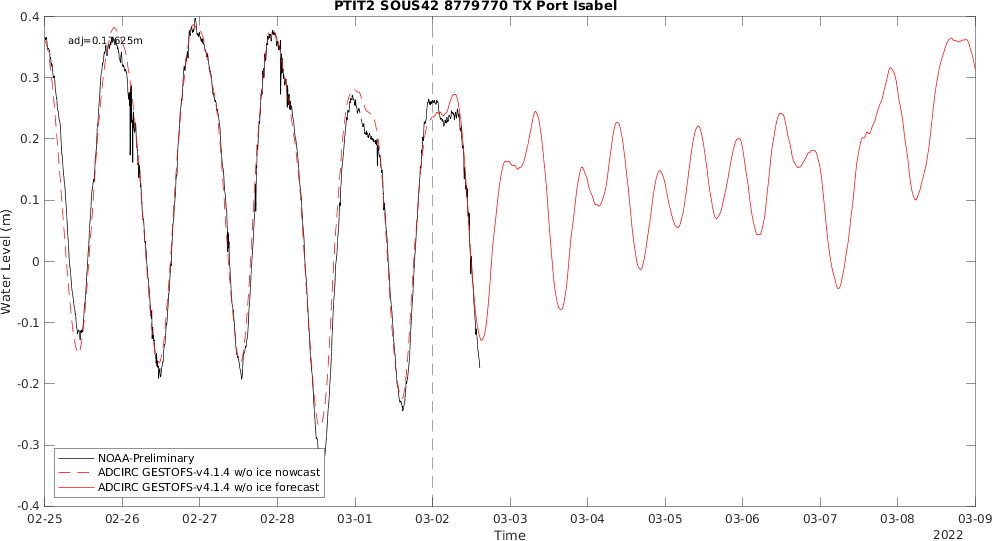 PTIT2 SOUS42 8779770 TX Port Isabel
0.4
adj=0.17625m
0.3
0.2
0.1
0
-0.1
-0.2
-0.3
-0.4
Water Level (m)
NOAA-Preliminary
ADCIRC GESTOFS-v4.1.4 w/o ice nowcast
ADCIRC GESTOFS-v4.1.4 w/o ice forecast
02-25 02-26 02-27 02-28 03-01 03-02 03-03 03-04 03-05 03-06 03-07 03-08 03-09
Time
2022